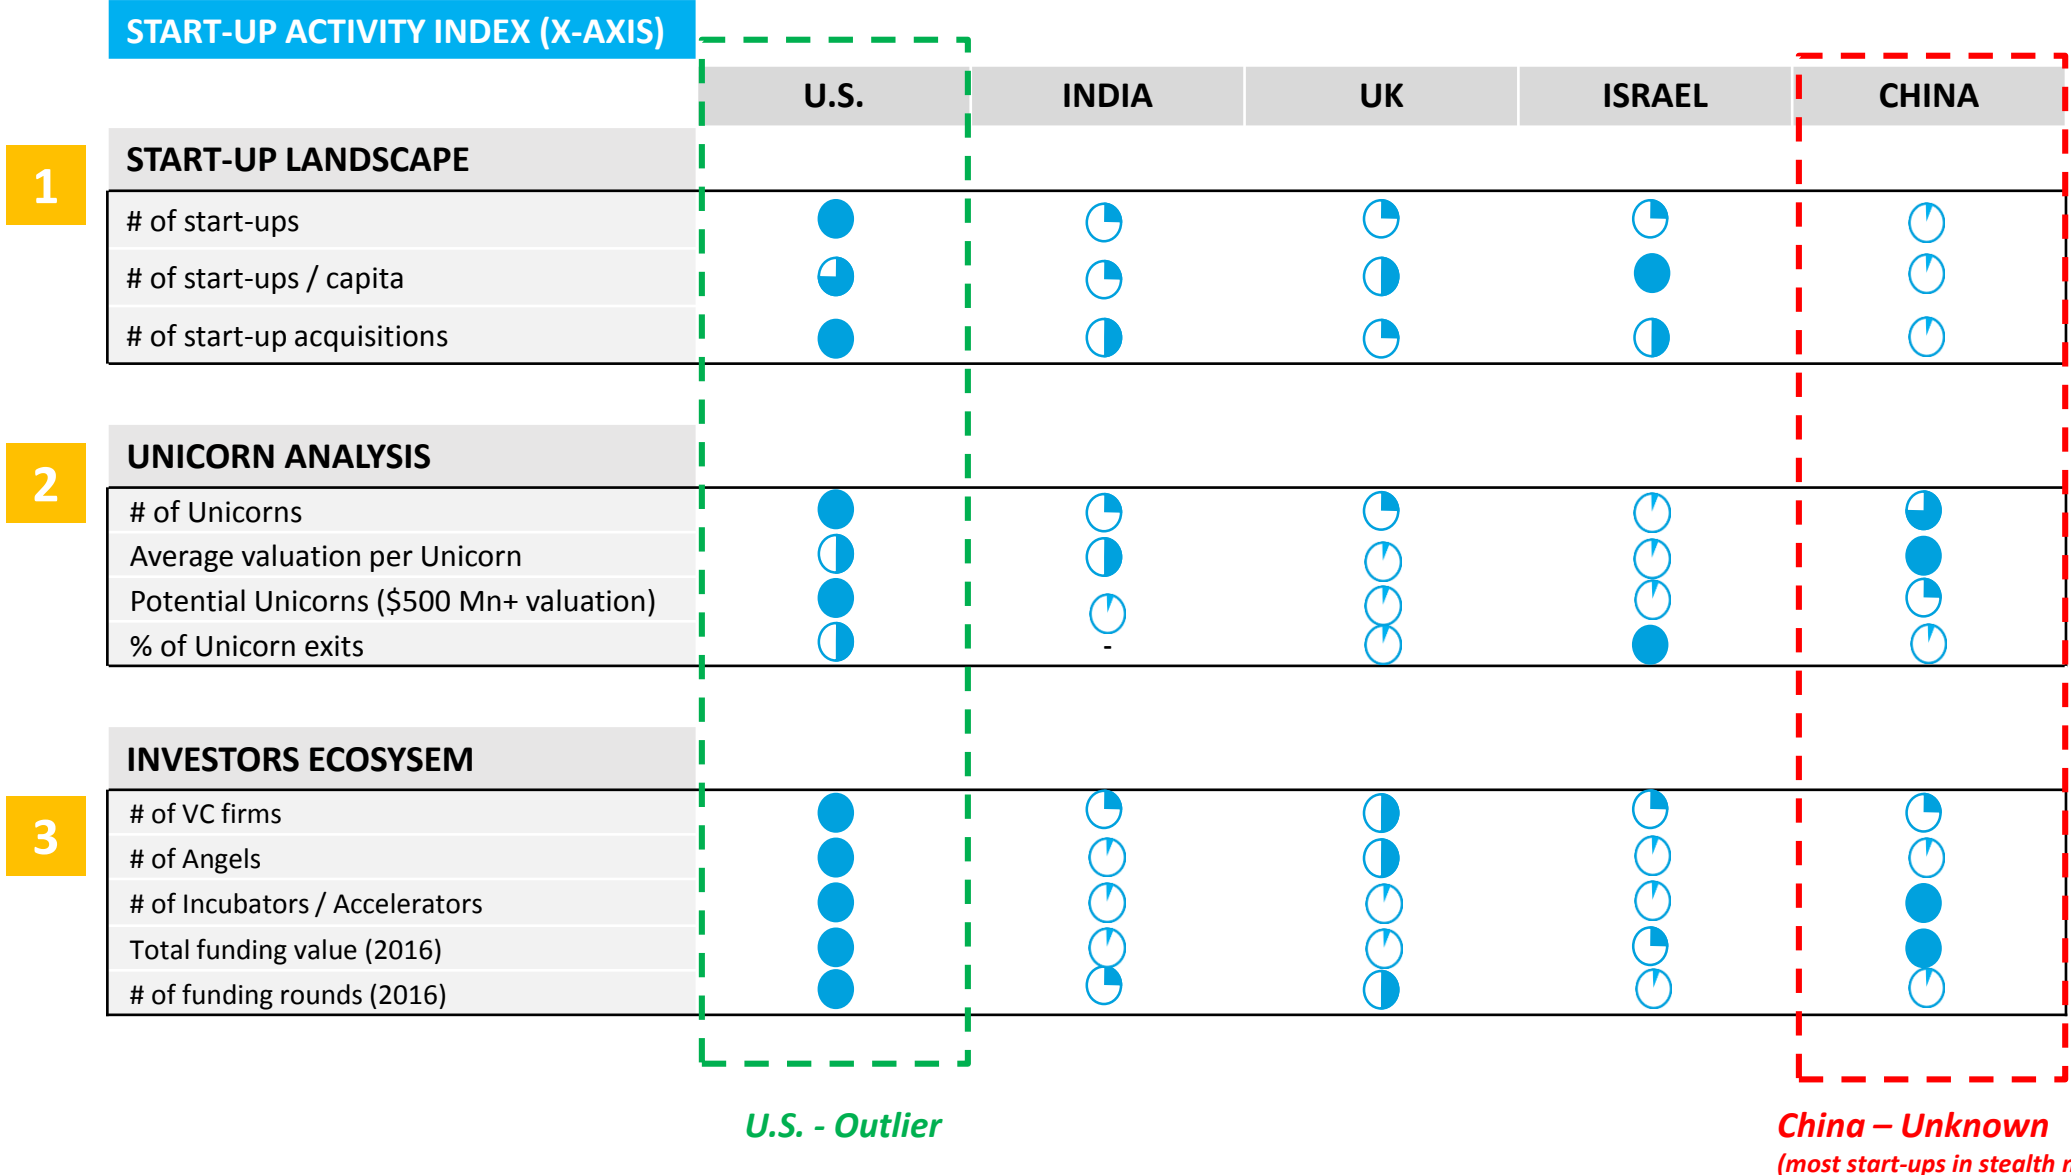 START-UP ACTIVITY INDEX (X-AXIS)
U.S. INDIA UK ISRAEL CHINA
1
START-UP LANDSCAPE
# of start-ups
# of start-ups / capita
# of start-up acquisitions
2
UNICORN ANALYSIS
# of Unicorns
Average valuation per Unicorn
Potential Unicorns ($500 Mn+ valuation)
% of Unicorn exits -
3
INVESTORS ECOSYSEM
# of VC firms
# of Angels
# of Incubators / Accelerators
Total funding value (2016)
# of funding rounds (2016)
U.S. - Outlier
China – Unknown
(most start-ups in stealth